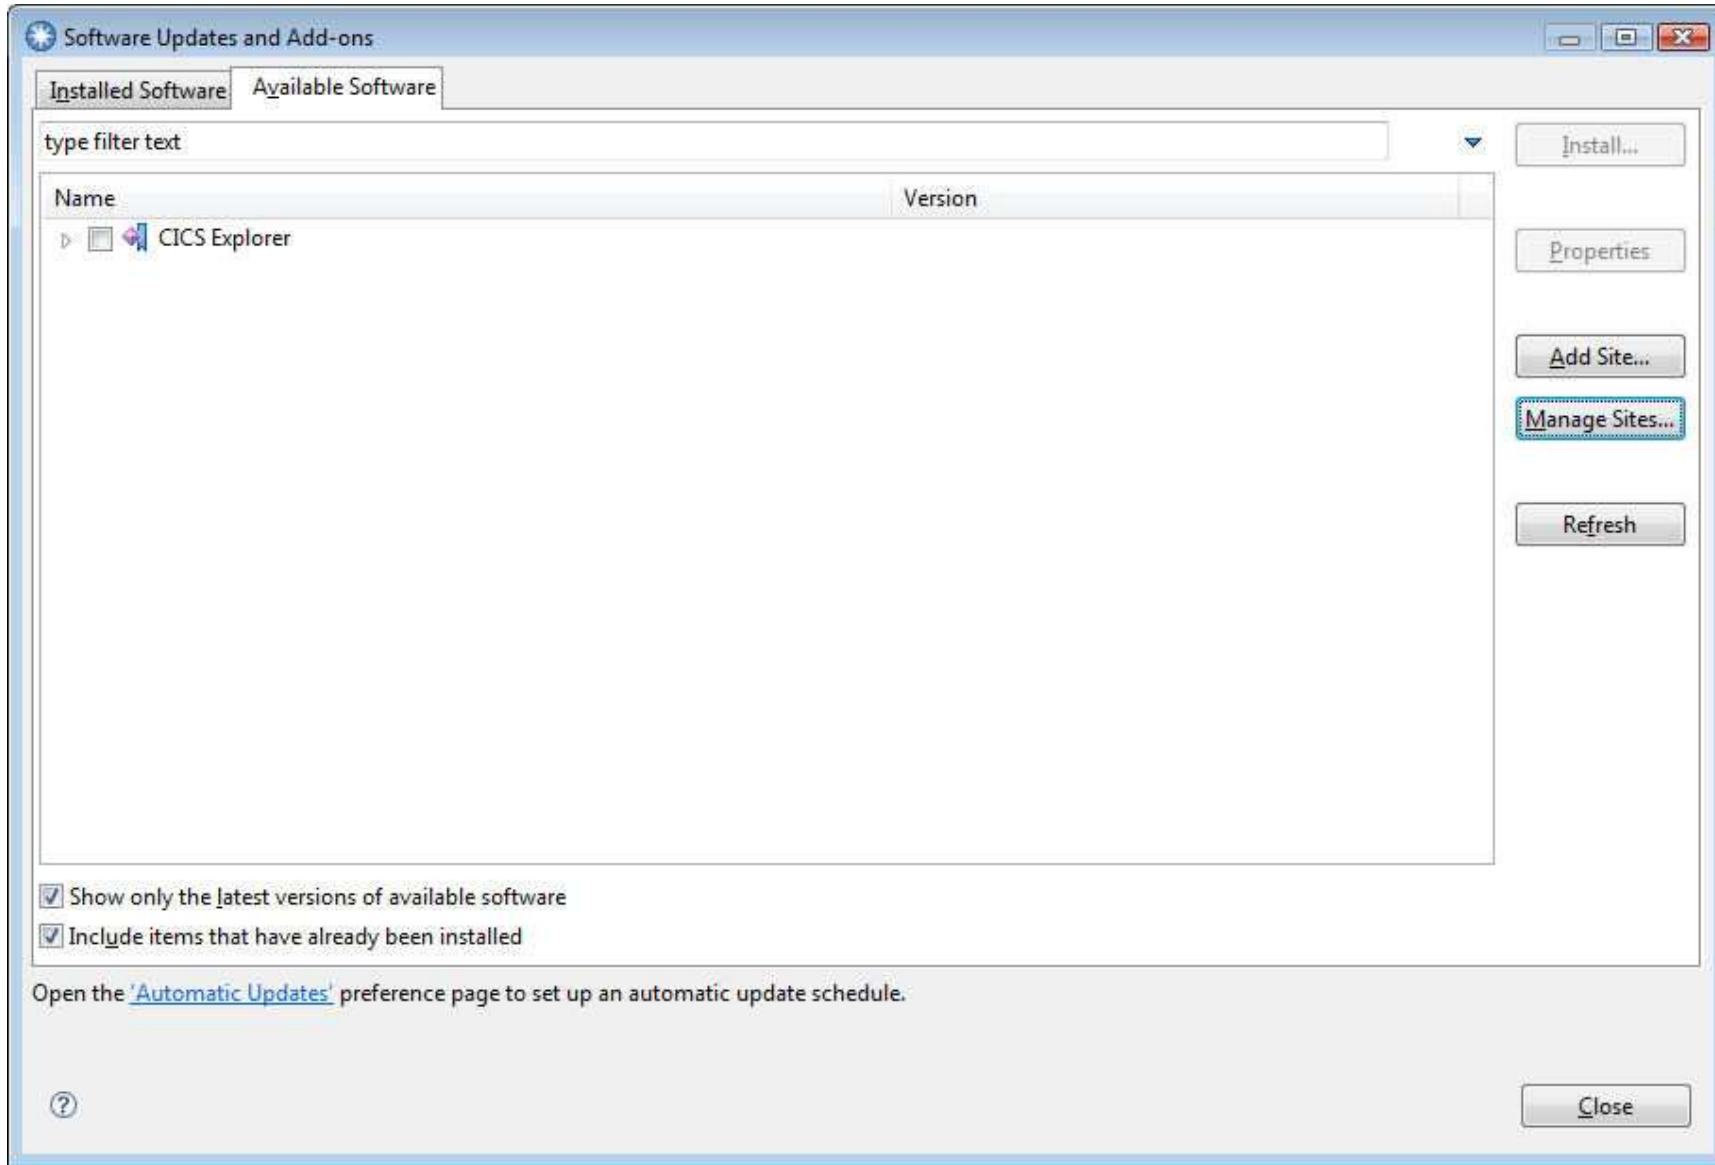 Software Updates and Add-ons
Installed Software
Available Software
type filter text
Install...
Name
Version
CICS Explorer
Properties
Add Site...
Manage Sites...
Refresh
Show only the latest versions of available software
Include items that have already been installed
Open the 'Automatic Updates' preference page to set up an automatic update schedule.
?
Close